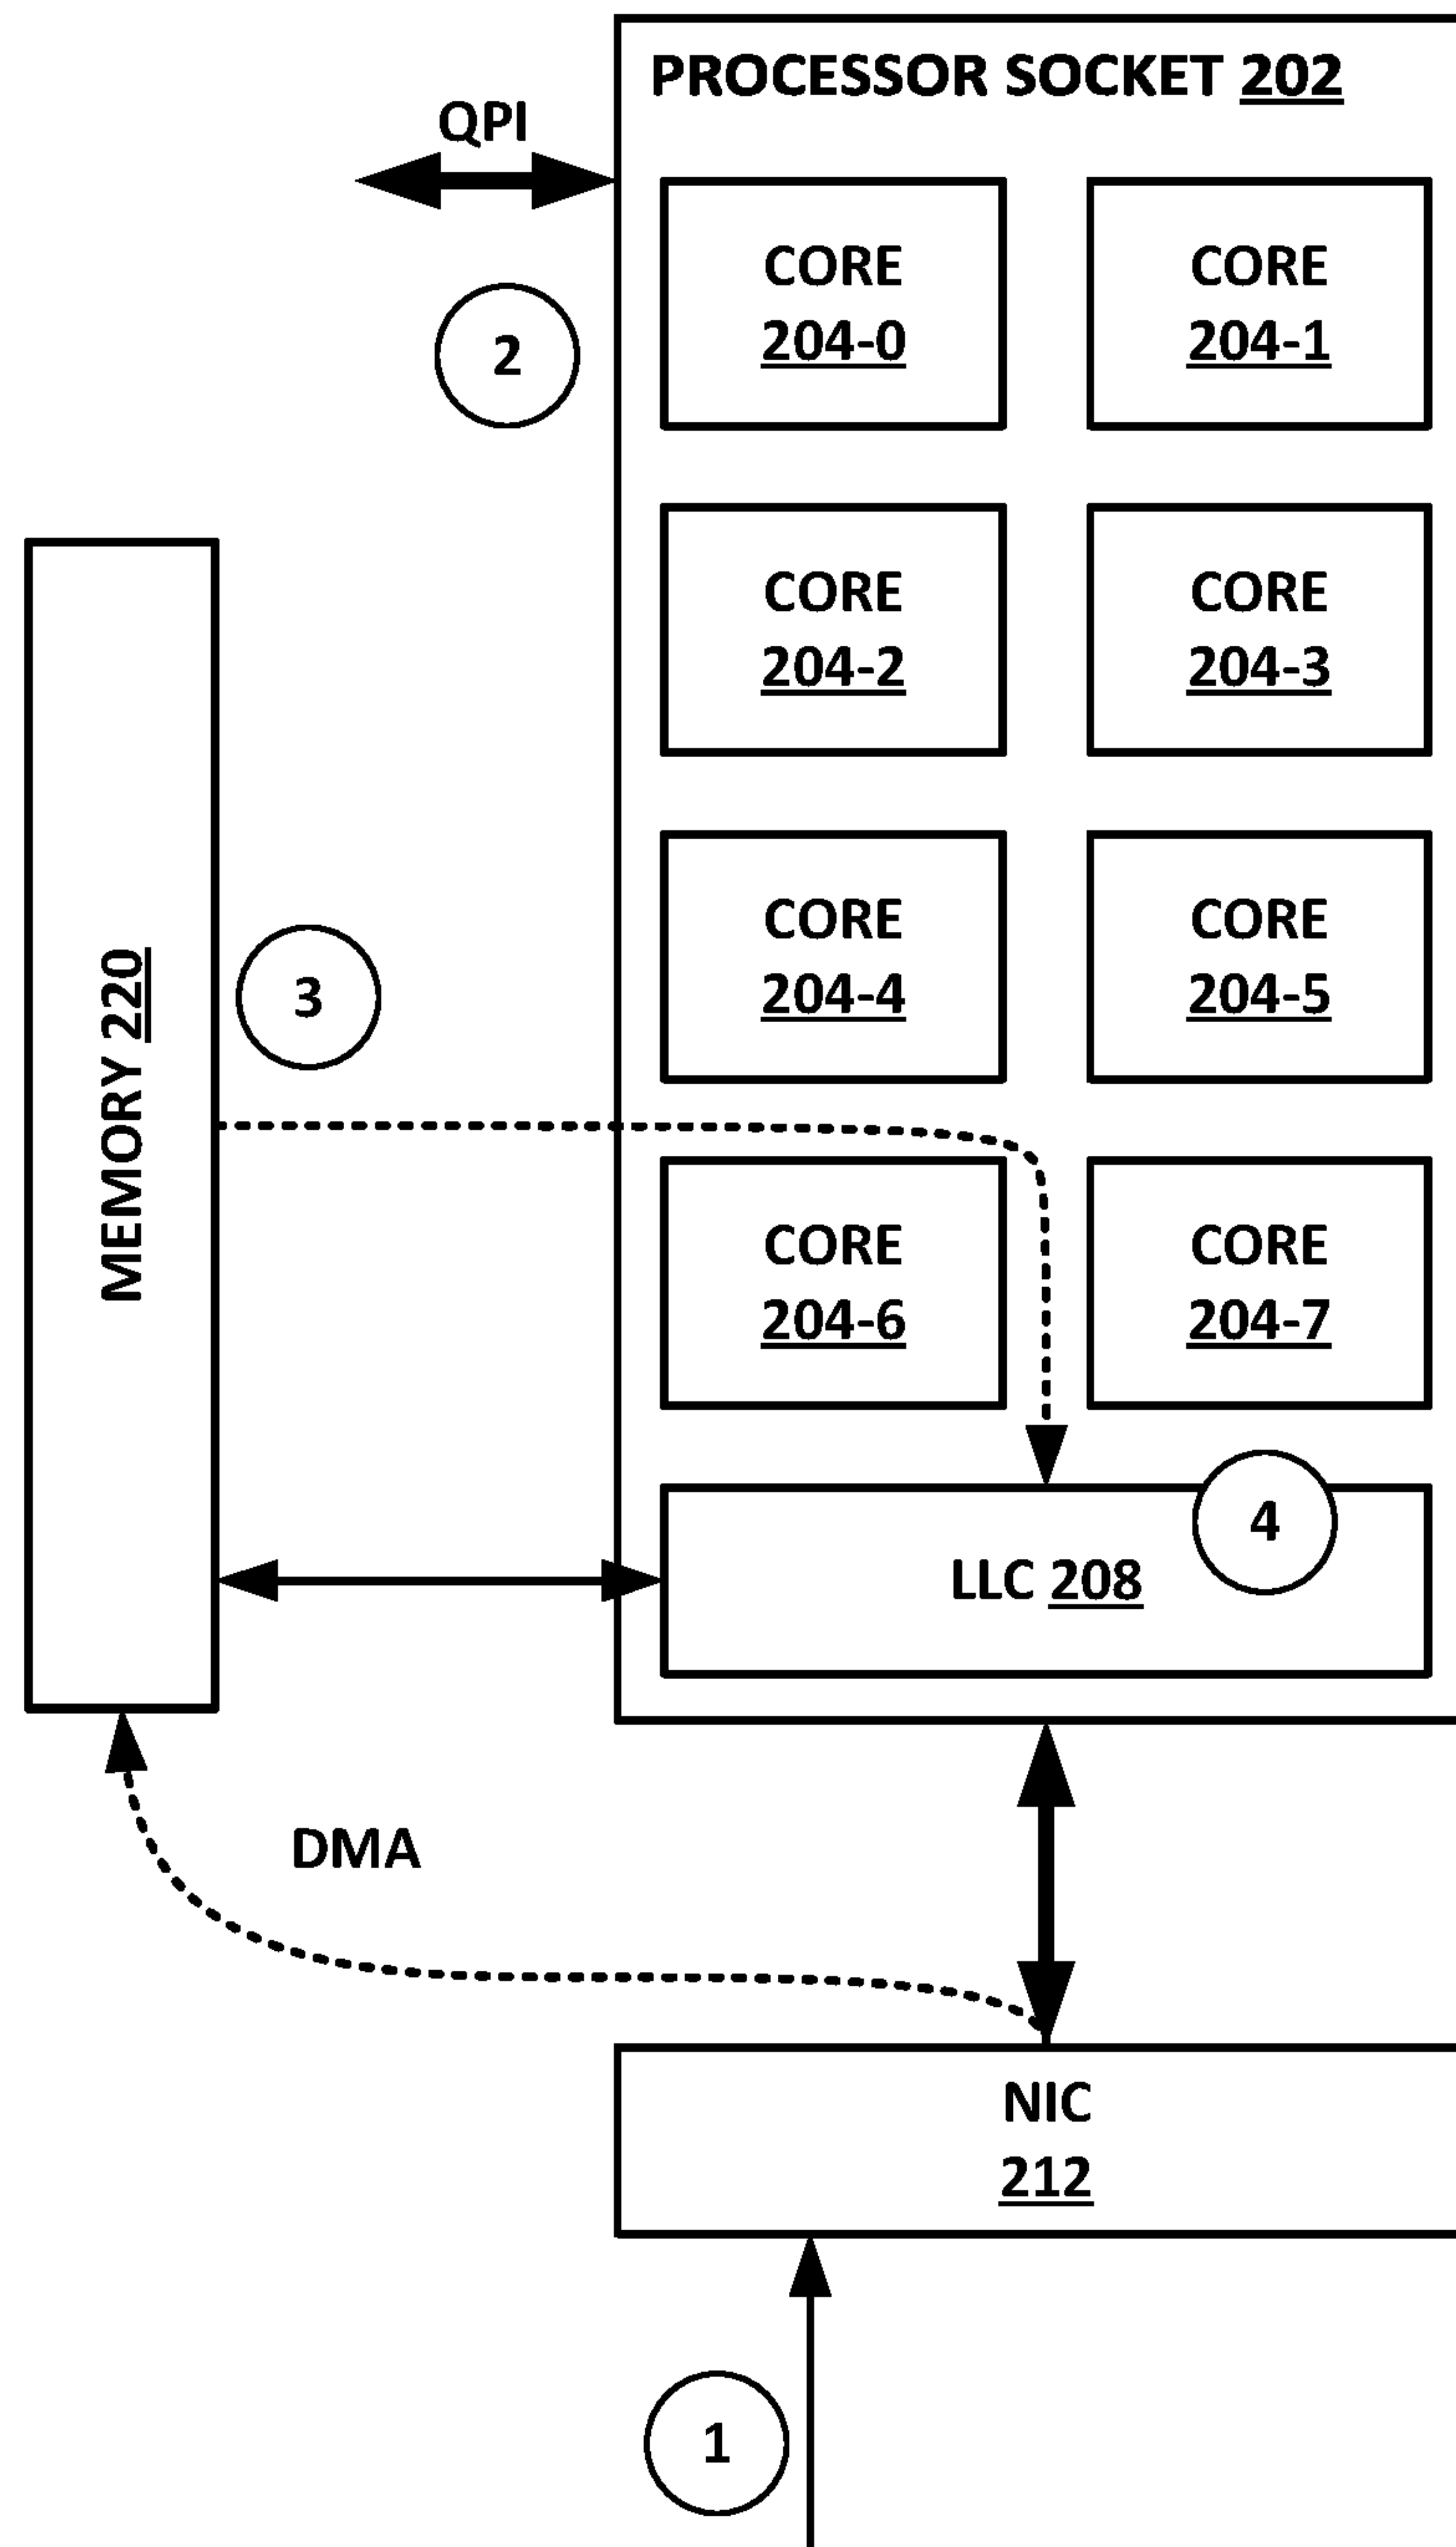 PROCESSOR SOCKET 202
QPI
CORE
204-0
CORE
204-1
2
CORE
204-2
CORE
204-3
MEMORY 220
3
CORE
204-4
CORE
204-5
CORE
204-6
CORE
204-7
4
LLC 208
DMA
NIC
212
1